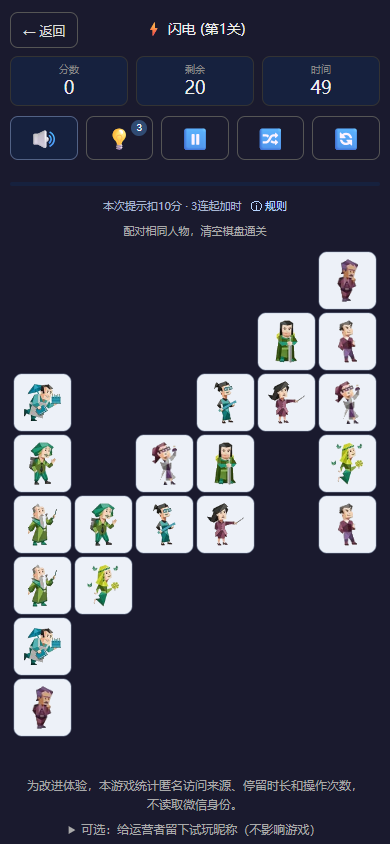 ← 返回
闪电 (第1关)
分数
剩余
时间
0
20
49
3
本次提示扣10分 · 3连起加时 ⓘ 规则
配对相同人物，清空棋盘通关
为改进体验，本游戏统计匿名访问来源、停留时长和操作次数，
不读取微信身份。
▶ 可选：给运营者留下试玩昵称（不影响游戏）